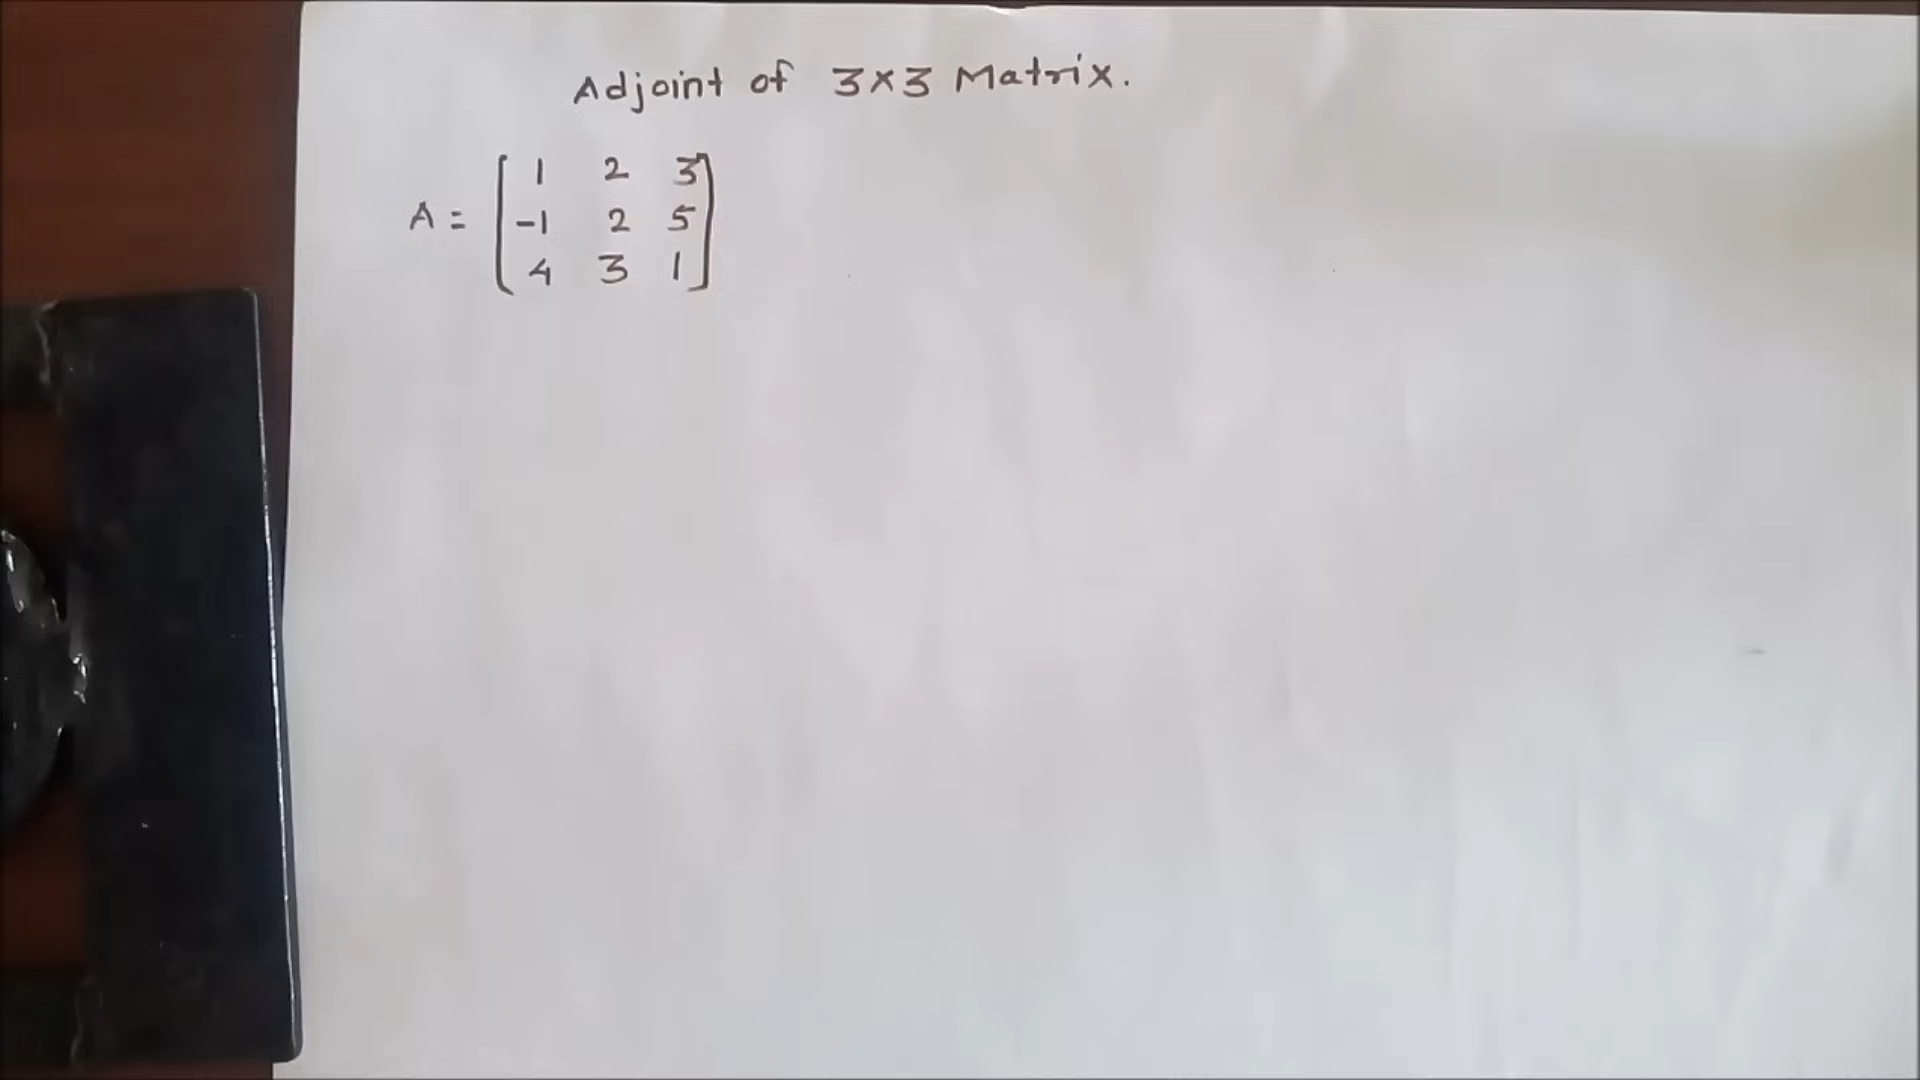 Adjoint of 3×3 Matrix.
A = [ 1 2 3
-1 2 5
4 3 1 ]